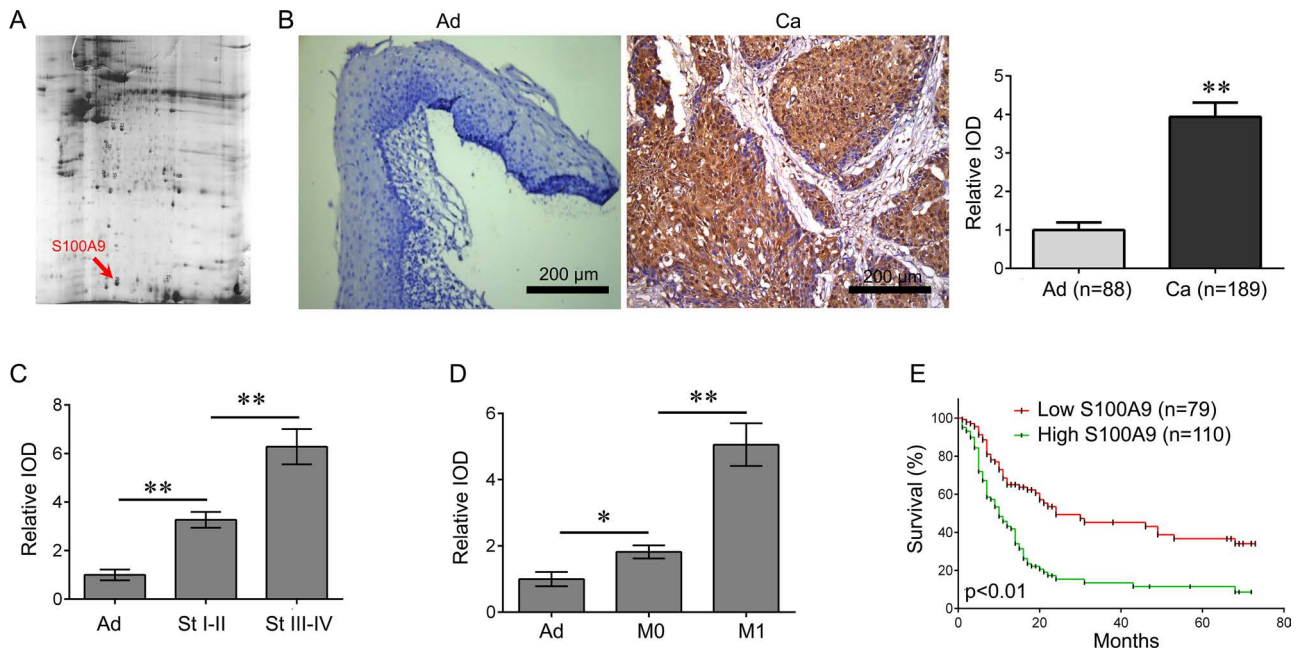 A
S100A9
B
Ad
Ca
200 µm
200 µm
Relative IOD
5
4
3
2
1
0
**
Ad (n=88)
Ca (n=189)
C
Relative IOD
8
6
4
2
0
**
**
Ad
St I-II
St III-IV
D
Relative IOD
6
4
2
0
*
**
Ad
M0
M1
E
Survival (%)
100
80
60
40
20
0
Low S100A9 (n=79)
High S100A9 (n=110)
p<0.01
0
20
40
60
80
Months